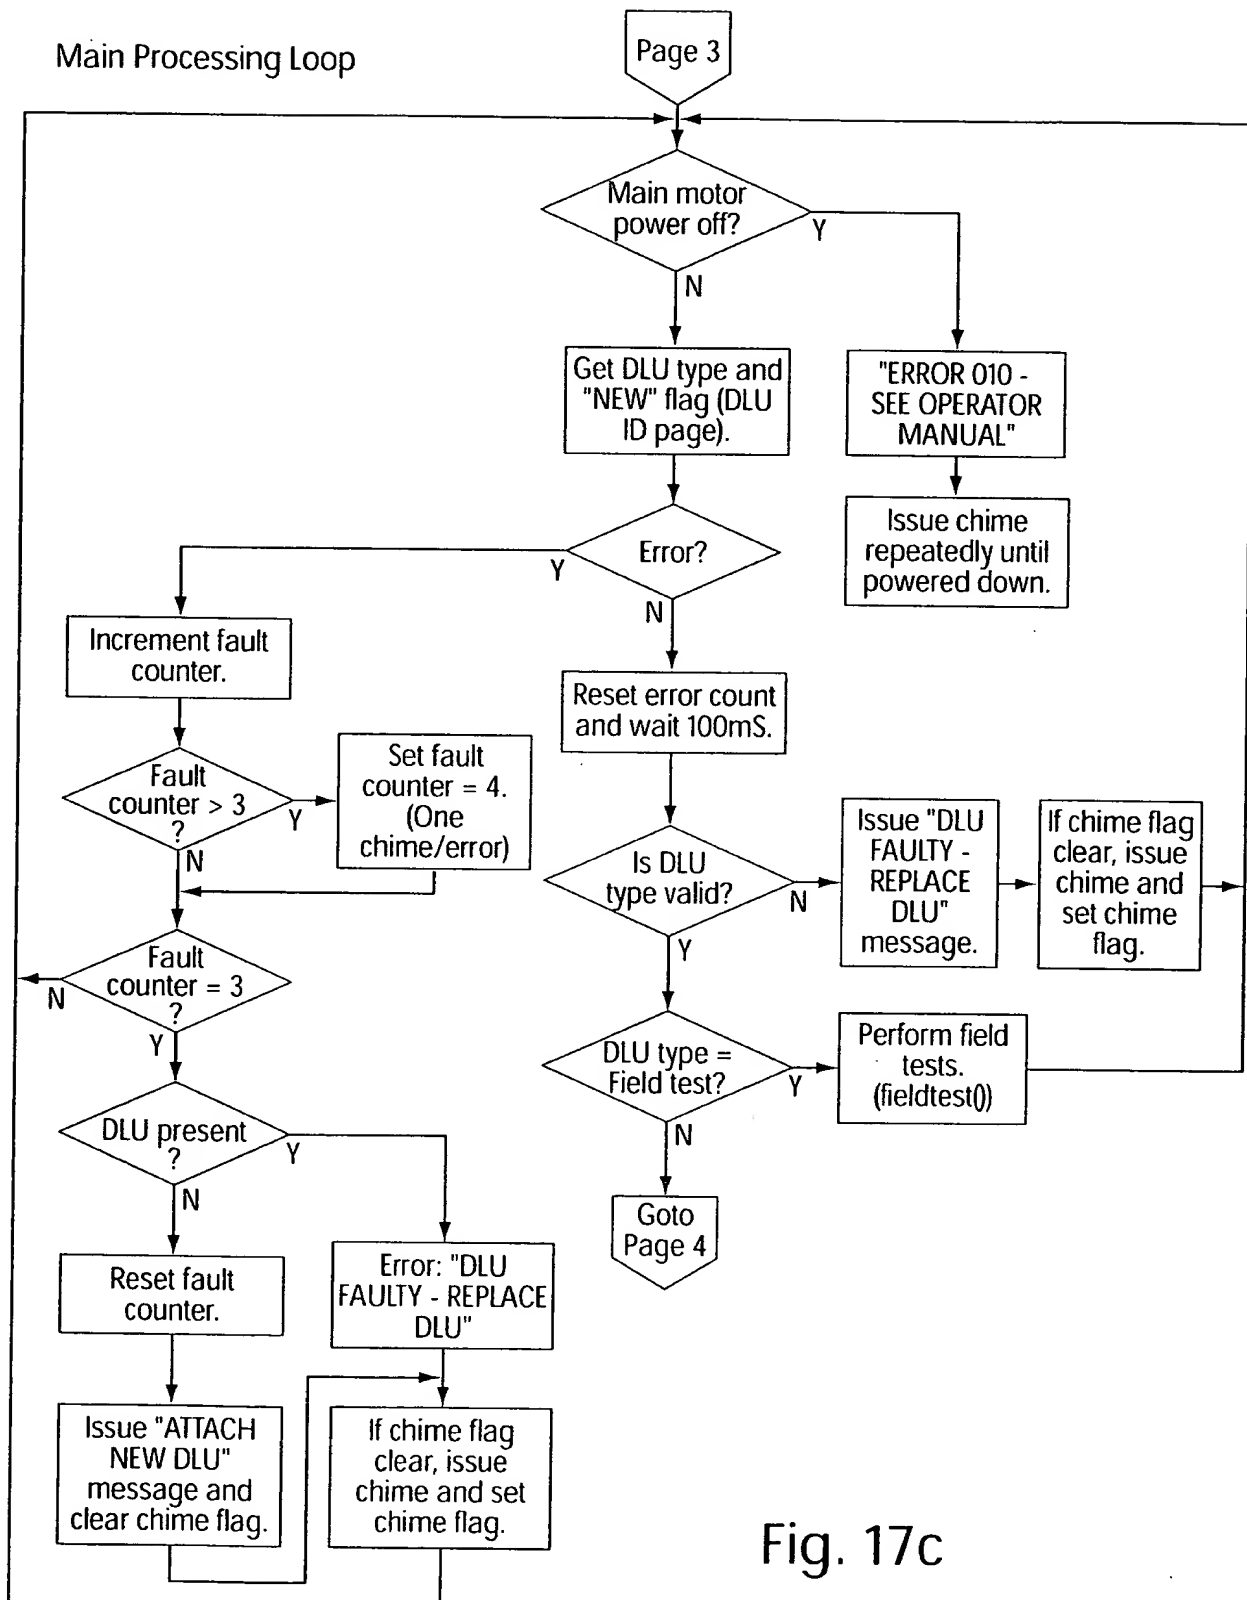 Main Processing Loop
Page 3
Main motor
power off?
Y
N
Get DLU type and
"NEW" flag (DLU
ID page).
"ERROR 010 -
SEE OPERATOR
MANUAL"
Issue chime
repeatedly until
powered down.
Error?
Y
N
Increment fault
counter.
Reset error count
and wait 100mS.
Fault
counter > 3
?
Y
N
Set fault
counter = 4.
(One
chime/error)
Is DLU
type valid?
N
Y
Issue "DLU
FAULTY -
REPLACE
DLU"
message.
If chime flag
clear, issue
chime and
set chime
flag.
Fault
counter = 3
?
N
Y
DLU type =
Field test?
Y
N
Perform field
tests.
(fieldtest())
DLU present
?
Y
N
Goto
Page 4
Reset fault
counter.
Error: "DLU
FAULTY - REPLACE
DLU"
Issue "ATTACH
NEW DLU"
message and
clear chime flag.
If chime flag
clear, issue
chime and set
chime flag.
Fig. 17c